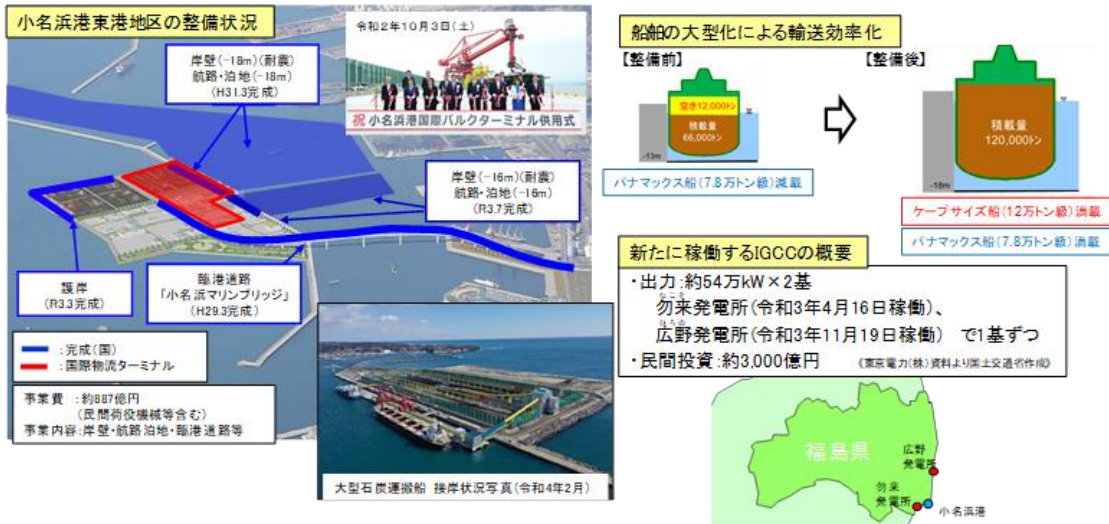 小名浜港東港地区の整備状況
令和2年10月3日(土)
祝 小名浜港国際バルクターミナル供用式
岸壁(-18m)(耐震)
航路・泊地(-18m)
(H31.3完成)
岸壁(-16m)(耐震)
航路・泊地(-16m)
(R3.7完成)
護岸
(R3.3完成)
臨港道路
『小名浜マリンブリッジ』
(H29.3完成)
:完成(国)
:国際物流ターミナル
事業費 :約887億円
(民間荷役機械等含む)
事業内容:岸壁・航路泊地・臨港道路等
大型石炭運搬船 接岸状況写真(令和4年2月)
船舶の大型化による輸送効率化
【整備前】
空き12,000トン
積載量
66,000トン
-13m
パナマックス船(7.8万トン級)減載
【整備後】
積載量
120,000トン
-18m
ケープサイズ船(12万トン級)満載
パナマックス船(7.8万トン級)満載
新たに稼働するIGCCの概要
・出力:約54万kW×2基
なこそ
勿来発電所(令和3年4月16日稼働)、
ひろの
広野発電所(令和3年11月19日稼働) で1基ずつ
・民間投資:約3,000億円
《東京電力(株)資料より国土交通省作成》
福島県
広野
発電所
勿来
発電所
小名浜港